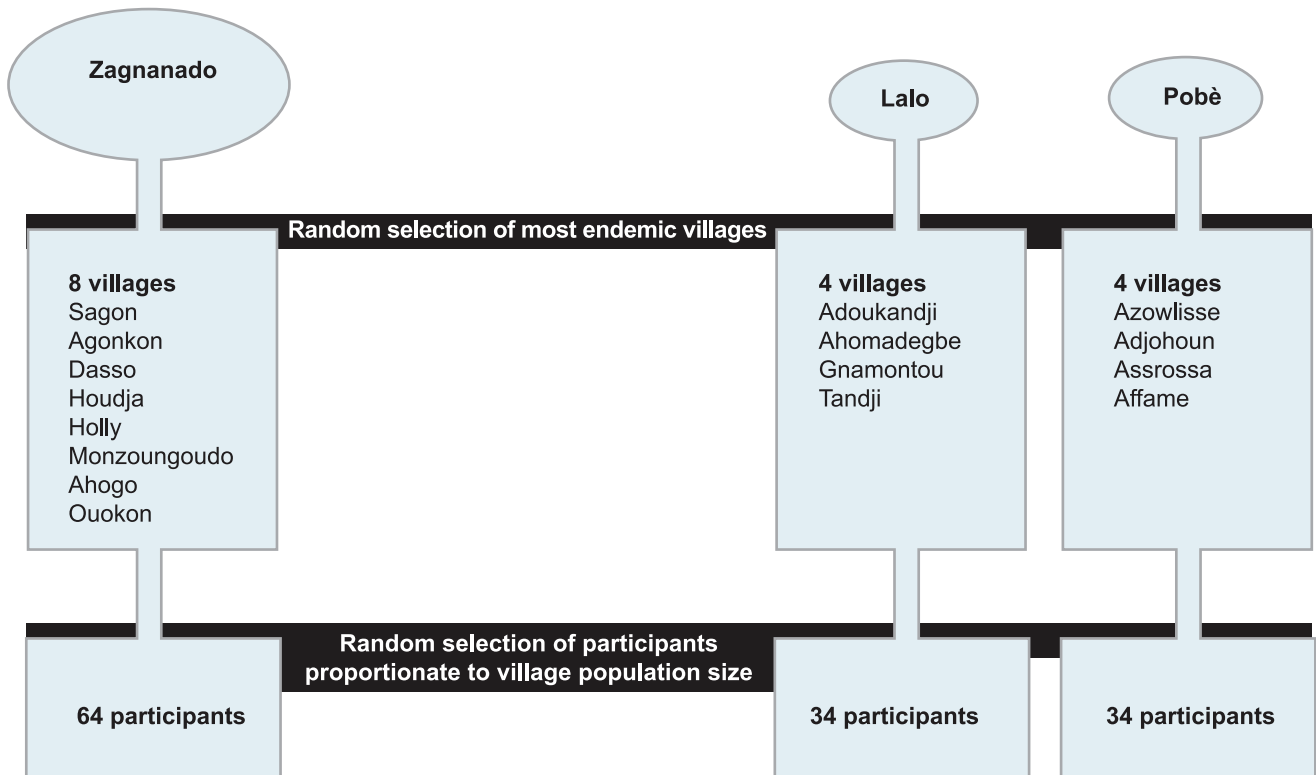 Zagnanado
Lalo
Pobè
Random selection of most endemic villages
8 villages
Sagon
Agonkon
Dasso
Houdja
Holly
Monzoungoudo
Ahogo
Ouokon
4 villages
Adoukandji
Ahomadegbe
Gnamontou
Tandji
4 villages
Azowlisse
Adjohoun
Assrossa
Affame
Random selection of participants
proportionate to village population size
64 participants
34 participants
34 participants